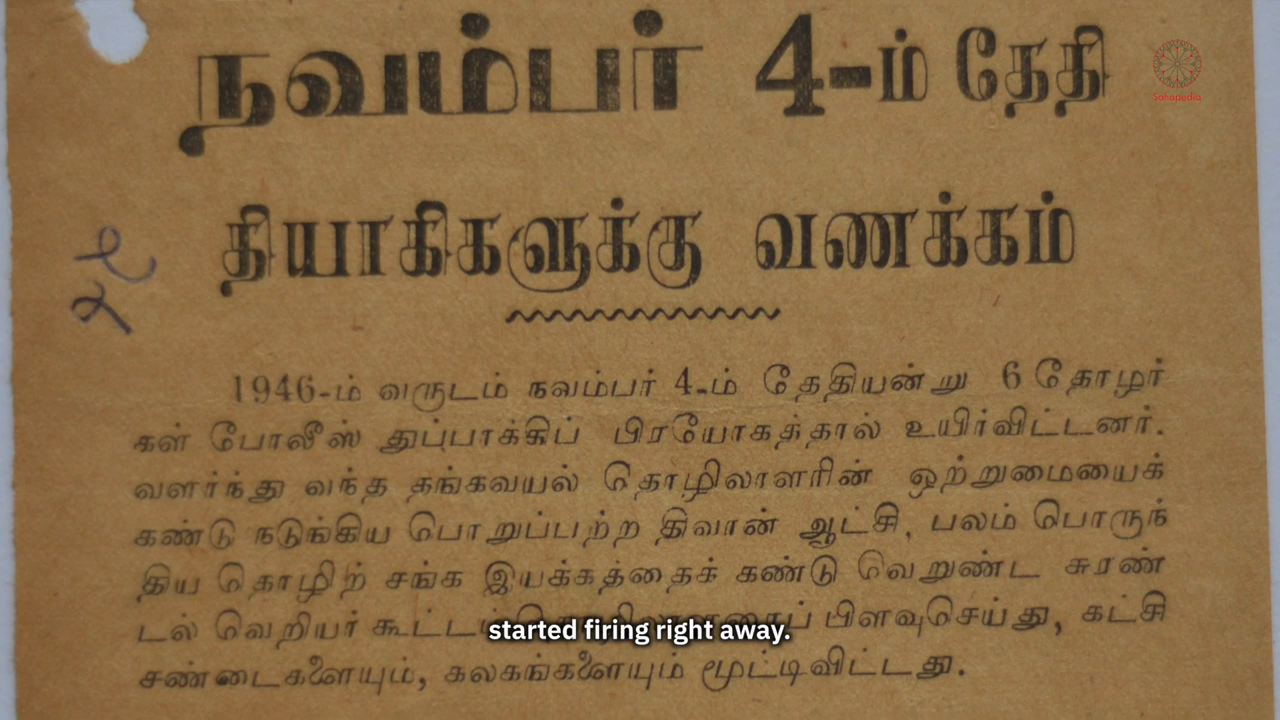 நவம்பர் 4-ம் தேதி
Sahapedia
தியாகிகளுக்கு வணக்கம்
1946-ம் வருடம் நவம்பர் 4-ம் தேதியன்று 6 தோழர்
கள் போலீஸ் துப்பாக்கிப் பிரயோகத்தால் உயிர்விட்டனர்.
வளர்ந்து வந்த தங்கவயல் தொழிலாளரின் ஒற்றுமையைக்
கண்டு நடுங்கிய பொறுப்பற்ற திவான் ஆட்சி, பலம் பொருந்
திய தொழிற் சங்க இயக்கத்தைக் கண்டு வெறுண்ட சுரண்
டல் வெறியர் கூட்டம் பிளவுசெய்து, கட்சி
started firing right away.
சண்டைகளையும், கலகங்களையும் மூட்டிவிட்டது.